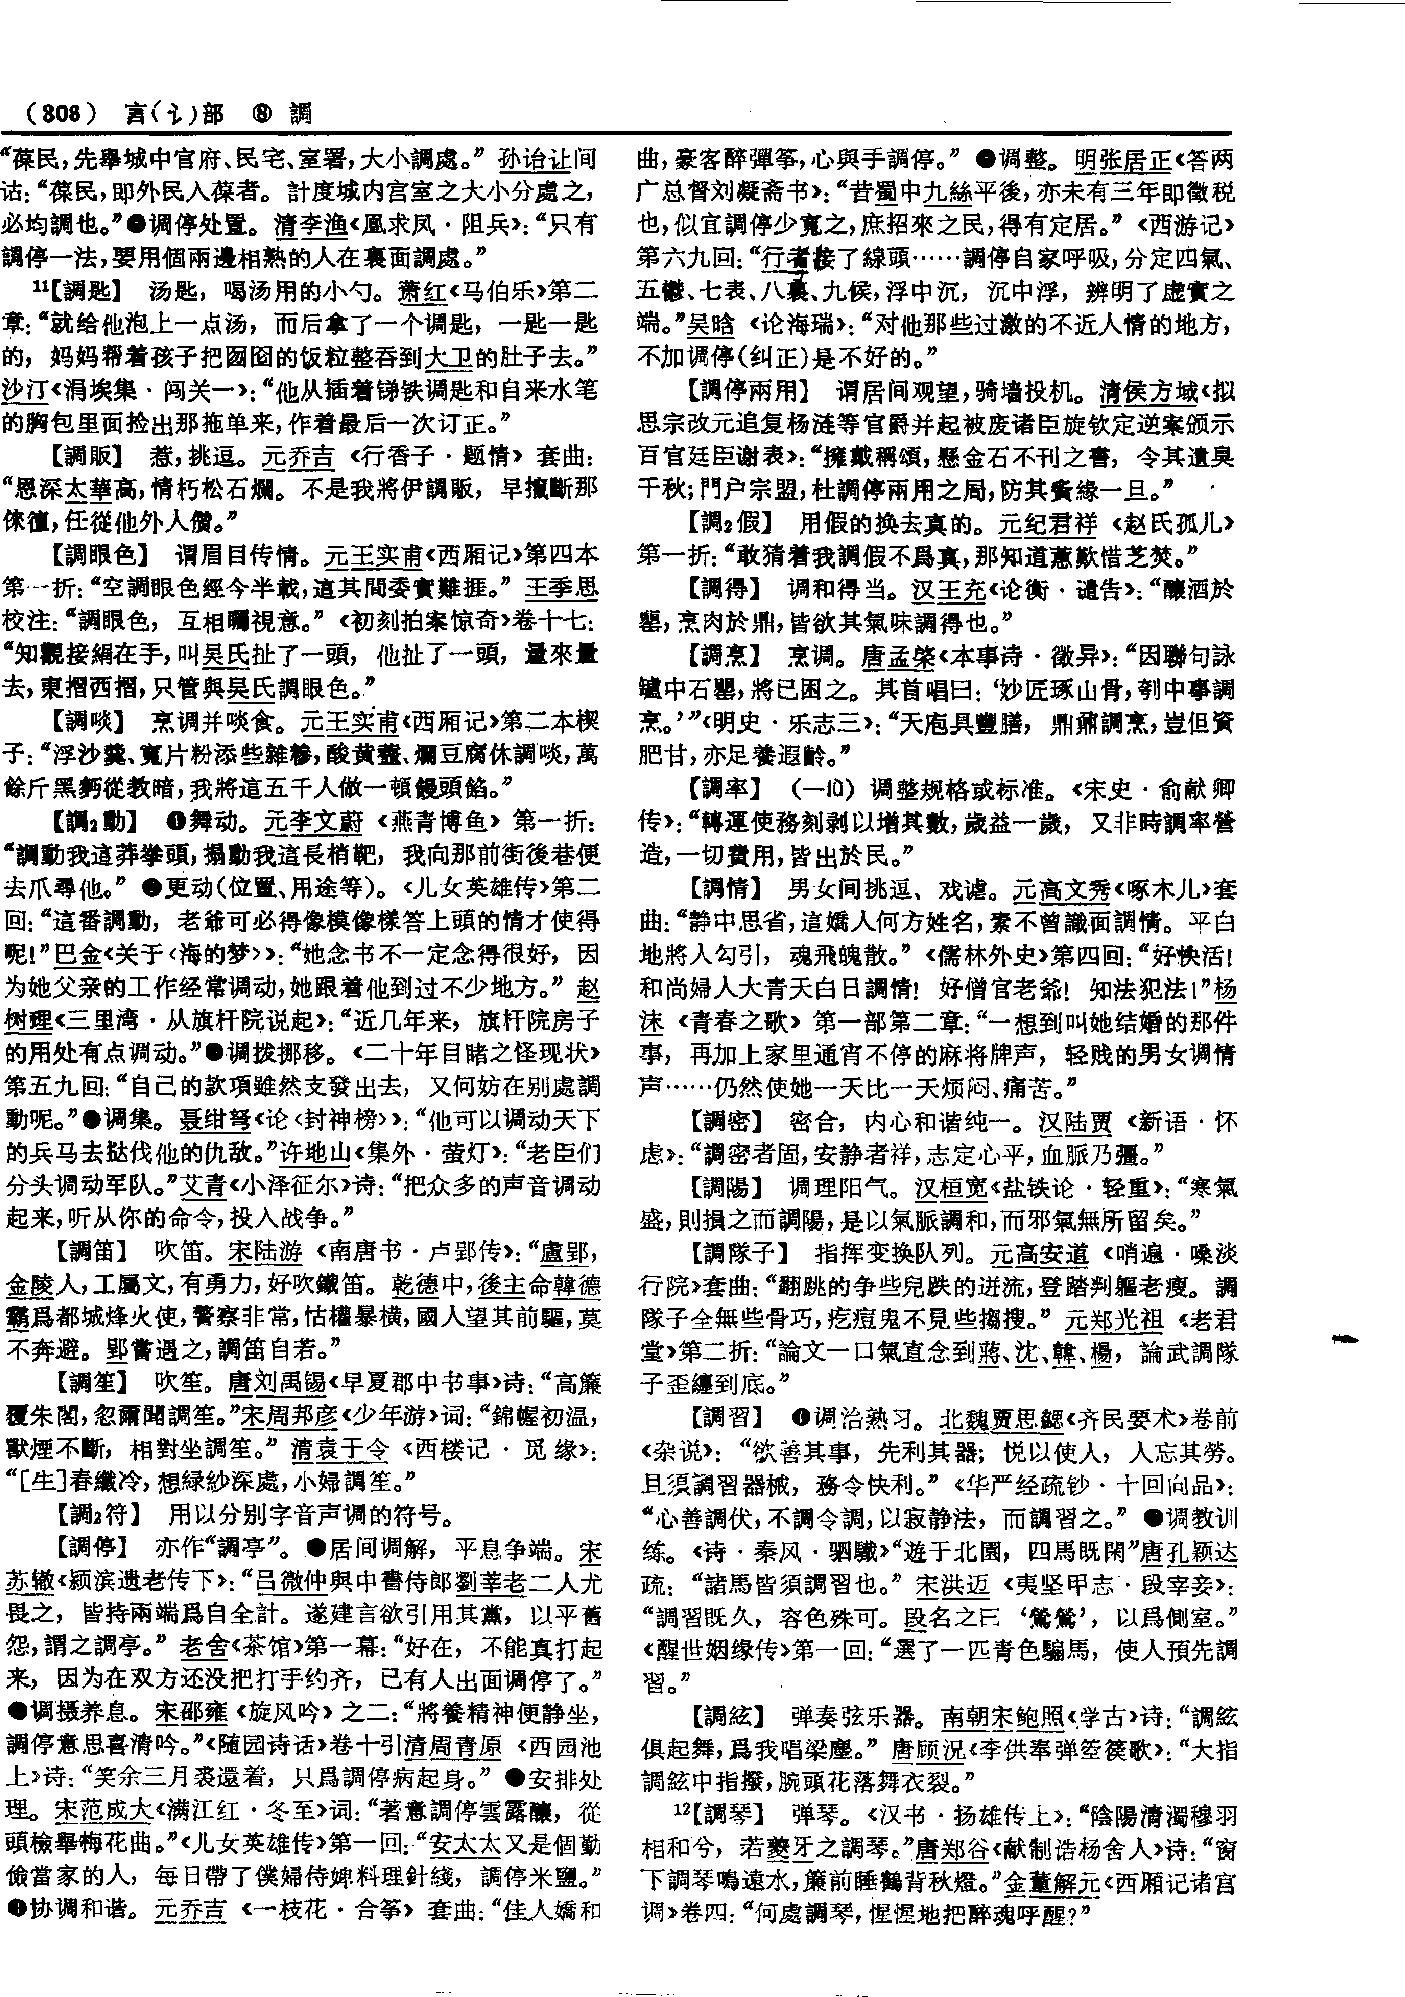 (308) 言(讠)部 ⑧ 調
“葆民,先舉城中官府、民宅、室署,大小調處。”孙诒让间
诂:“葆民,即外民入葆者。計度城内宫室之大小分處之,
必均調也。”●调停处置。清李渔《凰求凤·阻兵》:“只有
調停一法,要用個兩邊相熟的人在裏面調處。”
11【調匙】 汤匙,喝汤用的小勺。萧红《马伯乐》第二
章:“就给他泡上一点汤,而后拿了一个调匙,一匙一匙
的,妈妈帮着孩子把囫囵的饭粒整吞到大卫的肚子去。”
沙汀《涓埃集·闯关一》:“他从插着锑铁调匙和自来水笔
的胸包里面捡出那拖单来,作着最后一次订正。”
【調販】 惹,挑逗。元乔吉《行香子·题情》套曲:
“恩深太華高,情朽松石爛。不是我將伊調販,早攛斷那
俫僮,任從他外人儹。”
【調眼色】 谓眉目传情。元王实甫《西厢记》第四本
第一折:“空調眼色經今半載,這其間委實難捱。”王季思
校注:“調眼色,互相矚視意。”《初刻拍案惊奇》卷十七:
“知觀接絹在手,叫吴氏扯了一頭,他扯了一頭,量來量
去,東摺西摺,只管與吴氏調眼色。”
【調啖】 烹调并啖食。元王实甫《西厢记》第二本楔
子:“浮沙羹、寬片粉添些雜糝,酸黄虀、爛豆腐休調啖,萬
餘斤黑麪從教暗,我將這五千人做一頓饅頭餡。”
【調2動】 ❶舞动。元李文蔚《燕青博鱼》第一折:
“調動我這莽拳頭,搧動我這長梢靶,我向那前街後巷便
去爪尋他。”●更动(位置、用途等)。《儿女英雄传》第二
回:“這番調動,老爺可必得像模像樣答上頭的情才使得
呢!”巴金《关于〈海的梦〉》:“她念书不一定念得很好,因
为她父亲的工作经常调动,她跟着他到过不少地方。”赵
树理《三里湾·从旗杆院说起》:“近几年来,旗杆院房子
的用处有点调动。”●调拨挪移。《二十年目睹之怪现状》
第五九回:“自己的款項雖然支發出去,又何妨在别處調
動呢。”●调集。聂绀弩《论〈封神榜〉》:“他可以调动天下
的兵马去挞伐他的仇敌。”许地山《集外·萤灯》:“老臣们
分头调动军队。”艾青《小泽征尔》诗:“把众多的声音调动
起来,听从你的命令,投入战争。”
【調笛】 吹笛。宋陆游《南唐书·卢郢传》:“盧郢,
金陵人,工屬文,有勇力,好吹鐵笛。乾德中,後主命韓德
霸爲都城烽火使,警察非常,怙權暴横,國人望其前驅,莫
不奔避。郢嘗遇之,調笛自若。”
【調笙】 吹笙。唐刘禹锡《早夏郡中书事》诗:“高簾
覆朱閣,忽爾聞調笙。”宋周邦彦《少年游》词:“錦幄初温,
獸煙不斷,相對坐調笙。”清袁于令《西楼记·觅缘》:
“[生]春纖冷,想緑紗深處,小婦調笙。”
【調2符】 用以分别字音声调的符号。
【調停】 亦作“調亭”。●居间调解,平息争端。宋
苏辙《颍滨遗老传下》:“吕微仲與中書侍郎劉莘老二人尤
畏之,皆持兩端爲自全計。遂建言欲引用其黨,以平舊
怨,謂之調亭。”老舍《茶馆》第一幕:“好在,不能真打起
来,因为在双方还没把打手约齐,已有人出面调停了。”
●调摄养息。宋邵雍《旋风吟》之二:“將養精神便静坐,
調停意思喜清吟。”《随园诗话》卷十引清周青原《西园池
上》诗:“笑余三月裘還着,只爲調停病起身。”●安排处
理。宋范成大《满江红·冬至》词:“著意調停雲露釀,從
頭檢舉梅花曲。”《儿女英雄传》第一回:“安太太又是個勤
儉當家的人,每日帶了僕婦侍婢料理針綫,調停米鹽。”
❶协调和谐。元乔吉《一枝花·合筝》套曲:“佳人嬌和
曲,豪客醉彈筝,心與手調停。”●调整。明张居正《答两
广总督刘凝斋书》:“昔蜀中九絲平後,亦未有三年即徵税
也,似宜調停少寬之,庶招來之民,得有定居。”《西游记》
第六九回:“行者接了線頭……調停自家呼吸,分定四氣、
五鬱、七表、八裏、九侯,浮中沉,沉中浮,辨明了虚實之
端。”吴晗《论海瑞》:“对他那些过激的不近人情的地方,
不加调停(纠正)是不好的。”
【調停兩用】 谓居间观望,骑墙投机。清侯方域《拟
思宗改元追复杨涟等官爵并起被废诸臣旋钦定逆案颁示
百官廷臣谢表》:“擁戴稱頌,懸金石不刊之書,令其遺臭
千秋;門户宗盟,杜調停兩用之局,防其夤緣一旦。”
【調2假】 用假的换去真的。元纪君祥《赵氏孤儿》
第一折:“敢猜着我調假不爲真,那知道蕙歎惜芝焚。”
【調得】 调和得当。汉王充《论衡·谴告》:“釀酒於
罌,烹肉於鼎,皆欲其氣味調得也。”
【調烹】 烹调。唐孟棨《本事诗·徵异》:“因聯句詠
罏中石罌,將已困之。其首唱曰:‘妙匠琢山骨,刳中事調
烹。’”《明史·乐志三》:“天庖具豐膳,鼎鼐調烹,豈但資
肥甘,亦足養遐齡。”
【調率】 (一lǜ) 调整规格或标准。《宋史·俞献卿
传》:“轉運使務刻剥以增其數,歲益一歲,又非時調率營
造,一切費用,皆出於民。”
【調情】 男女间挑逗、戏谑。元高文秀《啄木儿》套
曲:“静中思省,這嬌人何方姓名,素不曾識面調情。平白
地將人勾引,魂飛魄散。”《儒林外史》第四回:“好快活!
和尚婦人大青天白日調情!好僧官老爺!知法犯法!”杨
沫《青春之歌》第一部第二章:“一想到叫她结婚的那件
事,再加上家里通宵不停的麻将牌声,轻贱的男女调情
声……仍然使她一天比一天烦闷、痛苦。”
【調密】 密合,内心和谐纯一。汉陆贾《新语·怀
虑》:“調密者固,安静者祥,志定心平,血脈乃彊。”
【調陽】 调理阳气。汉桓宽《盐铁论·轻重》:“寒氣
盛,則損之而調陽,是以氣脈調和,而邪氣無所留矣。”
【調隊子】 指挥变换队列。元高安道《哨遍·嗓淡
行院》套曲:“翻跳的争些兒跌的迸流,登踏判軀老瘦。調
隊子全無些骨巧,疙痘鬼不見些搊搜。”元郑光祖《老君
堂》第二折:“論文一口氣直念到蔣、沈、韓、楊,論武調隊
子歪纏到底。”
【調習】 ❶调治熟习。北魏贾思勰《齐民要术》卷前
《杂说》:“欲善其事,先利其器;悦以使人,人忘其勞。
且須調習器械,務令快利。”《华严经疏钞·十回向品》:
“心善調伏,不調令調,以寂静法,而調習之。”●调教训
练。《诗·秦风·驷驖》“遊于北園,四馬既閑”唐孔颖达
疏:“諸馬皆須調習也。”宋洪迈《夷坚甲志·段宰妾》:
“調習既久,容色殊可。段名之曰‘鶯鶯’,以爲側室。”
《醒世姻缘传》第一回:“選了一匹青色騸馬,使人預先調
習。”
【調絃】 弹奏弦乐器。南朝宋鲍照《学古》诗:“調絃
俱起舞,爲我唱梁塵。”唐顾况《李供奉弹箜篌歌》:“大指
調絃中指撥,腕頭花落舞衣裂。”
12【調琴】 弹琴。《汉书·扬雄传上》:“陰陽清濁穆羽
相和兮,若夔牙之調琴。”唐郑谷《献制诰杨舍人》诗:“窗
下調琴鳴遠水,簾前睡鶴背秋燈。”金董解元《西厢记诸宫
调》卷四:“何處調琴,惺惺地把醉魂呼醒?”